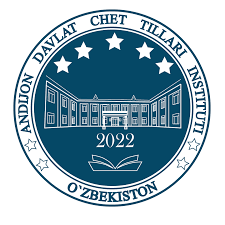 ANDIJON DAVLAT CHET TILLARI INSTITUTI
2022
O`ZBEKISTON